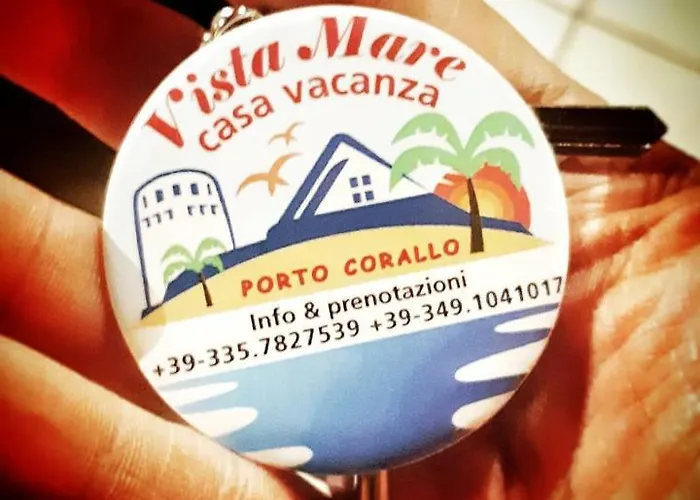 Vista Mare
casa vacanza
PORTO CORALLO
Info & prenotazioni
+39-335.7827539 +39-349.1041017